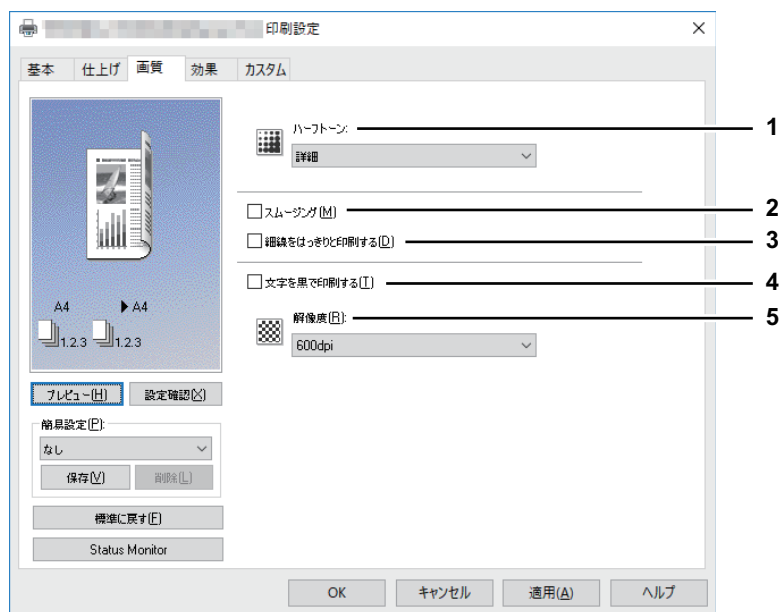 印刷設定
基本 仕上げ 画質 効果 カスタム
ハーフトーン: 1
詳細
スムージング(M) 2
細線をはっきりと印刷する(D) 3
文字を黒で印刷する(T) 4
解像度(R): 5
600dpi
A4 A4
1.2.3 1.2.3
プレビュー(H) 設定確認(X)
簡易設定(P):
なし
保存(V) 削除(L)
標準に戻す(F)
Status Monitor
OK キャンセル 適用(A) ヘルプ